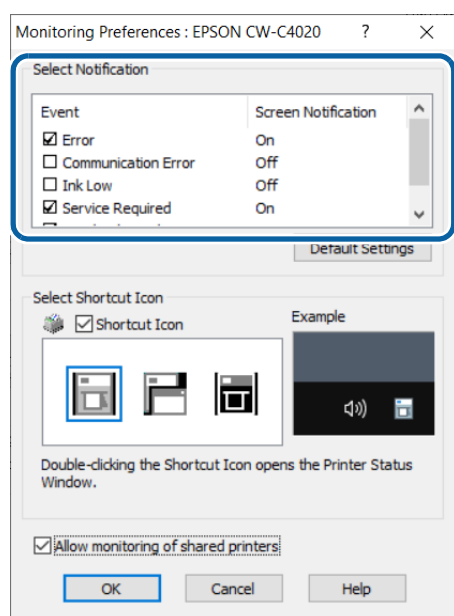 Monitoring Preferences : EPSON CW-C4020 ? ×
Select Notification
Event Screen Notification
Error On
Communication Error Off
Ink Low Off
Service Required On
Default Settings
Select Shortcut Icon
Shortcut Icon
Example
Double-clicking the Shortcut Icon opens the Printer Status
Window.
Allow monitoring of shared printers
OK Cancel Help